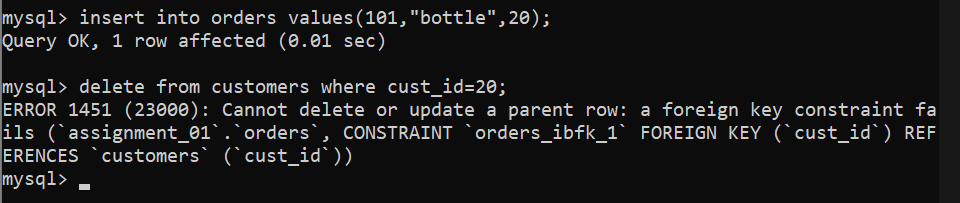 mysql> insert into orders values(101,"bottle",20);
Query OK, 1 row affected (0.01 sec)
mysql> delete from customers where cust_id=20;
ERROR 1451 (23000): Cannot delete or update a parent row: a foreign key constraint fa
ils (`assignment_01`.`orders`, CONSTRAINT `orders_ibfk_1` FOREIGN KEY (`cust_id`) REF
ERENCES `customers` (`cust_id`))
mysql>